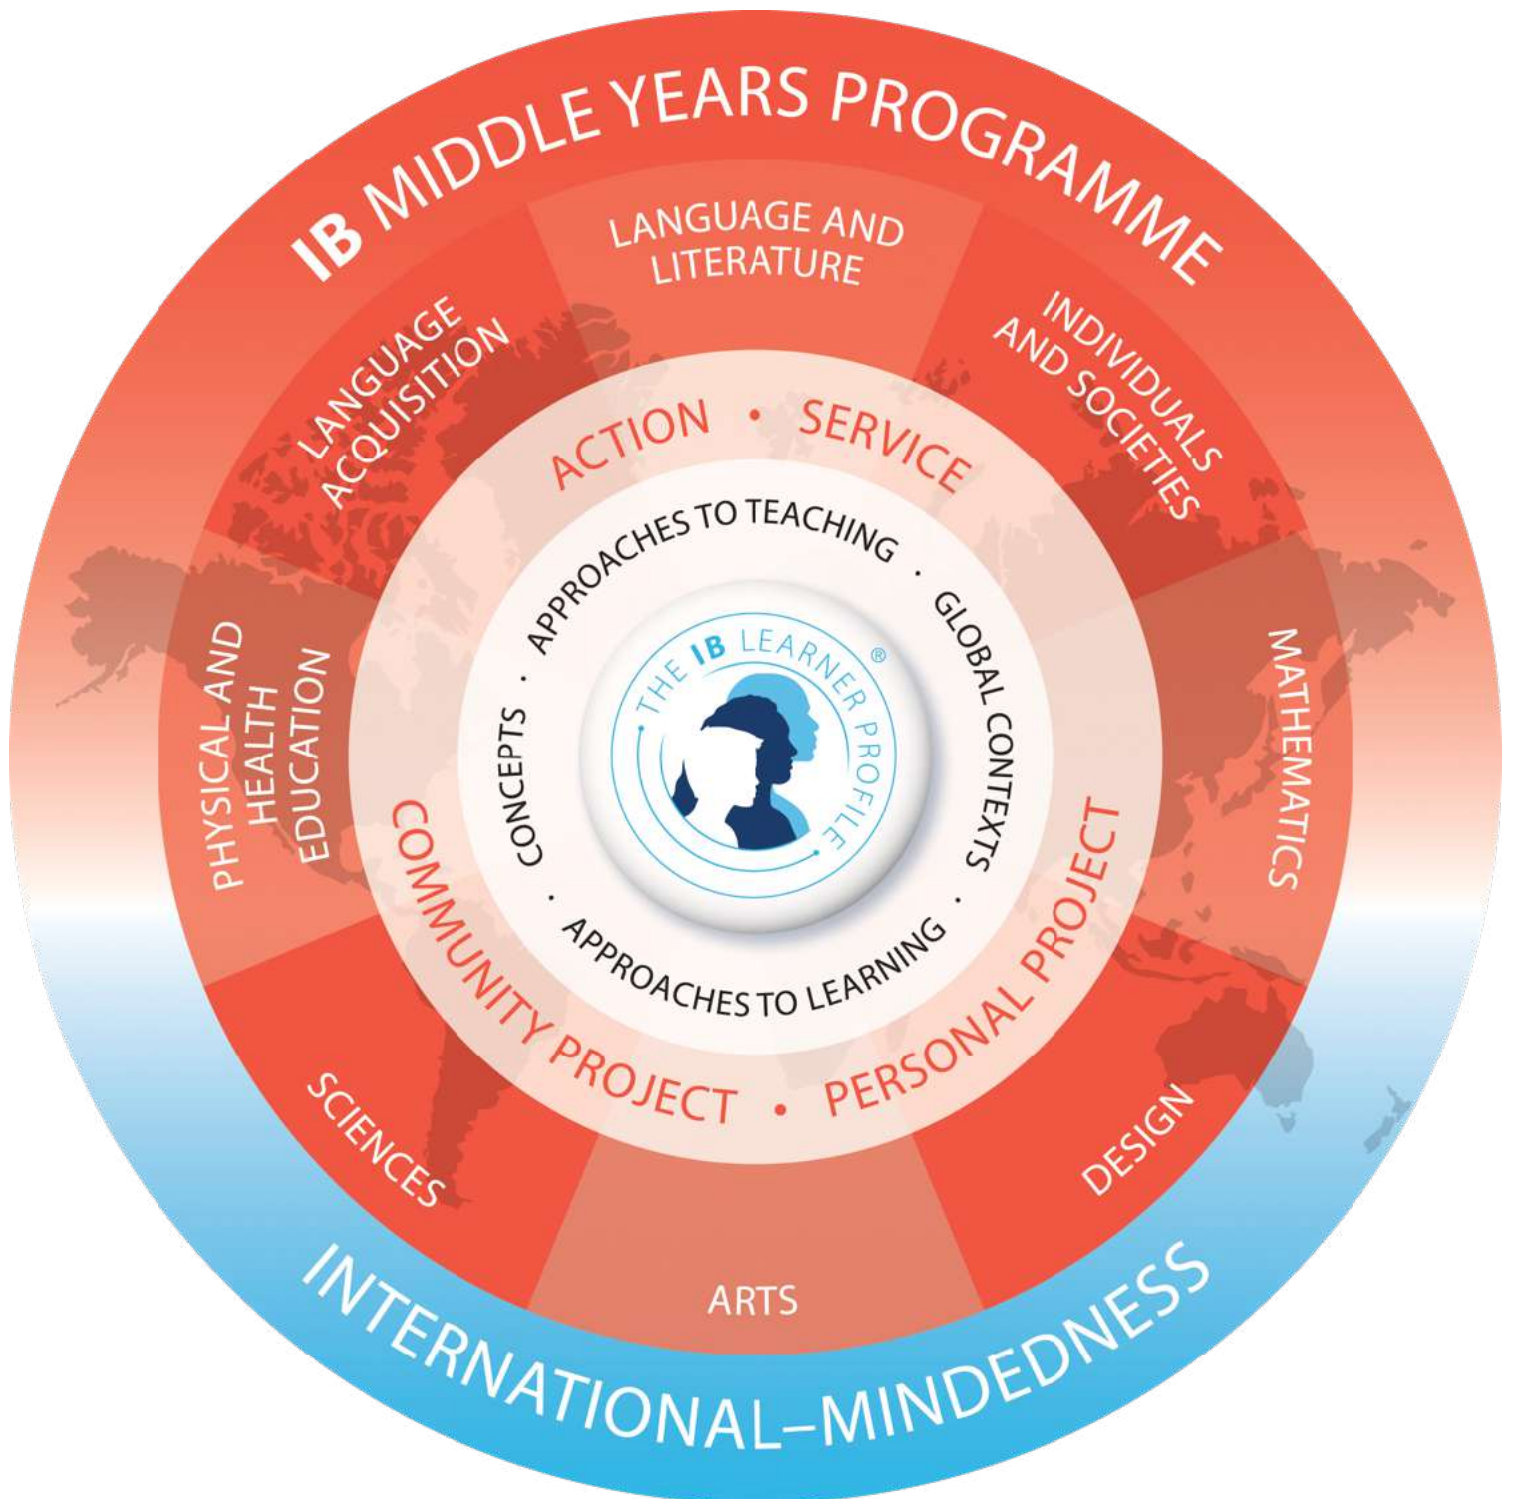 IB MIDDLE YEARS PROGRAMME
LANGUAGE AND
LITERATURE
INDIVIDUALS
AND SOCIETIES
MATHEMATICS
DESIGN
ARTS
SCIENCES
PHYSICAL AND
HEALTH
EDUCATION
LANGUAGE
ACQUISITION
ACTION • SERVICE
COMMUNITY PROJECT • PERSONAL PROJECT
APPROACHES TO TEACHING · GLOBAL CONTEXTS · APPROACHES TO LEARNING · CONCEPTS ·
THE IB LEARNER PROFILE ®
INTERNATIONAL–MINDEDNESS